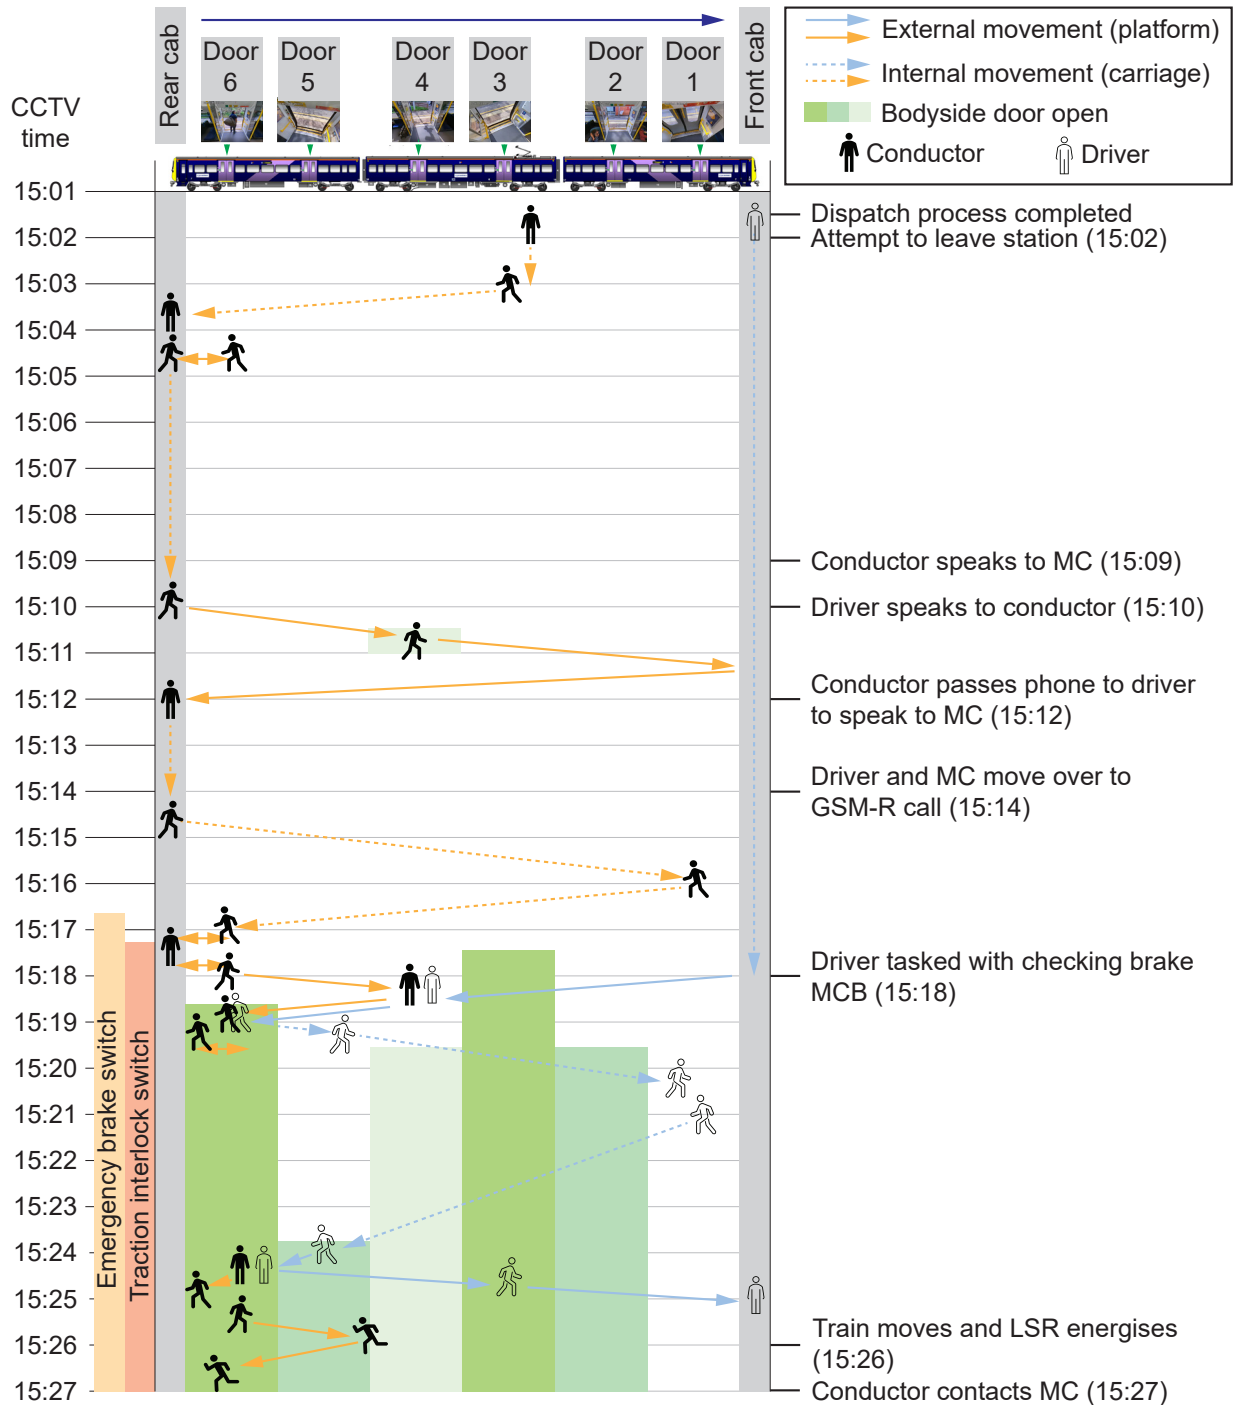 CCTV
time
Rear cab
Door
6
Door
5
Door
4
Door
3
Door
2
Door
1
Front cab
External movement (platform)
Internal movement (carriage)
Bodyside door open
Conductor
Driver
15:01
15:02
15:03
15:04
15:05
15:06
15:07
15:08
15:09
15:10
15:11
15:12
15:13
15:14
15:15
15:16
15:17
15:18
15:19
15:20
15:21
15:22
15:23
15:24
15:25
15:26
15:27
Emergency brake switch
Traction interlock switch
Dispatch process completed
Attempt to leave station (15:02)
Conductor speaks to MC (15:09)
Driver speaks to conductor (15:10)
Conductor passes phone to driver
to speak to MC (15:12)
Driver and MC move over to
GSM-R call (15:14)
Driver tasked with checking brake
MCB (15:18)
Train moves and LSR energises
(15:26)
Conductor contacts MC (15:27)